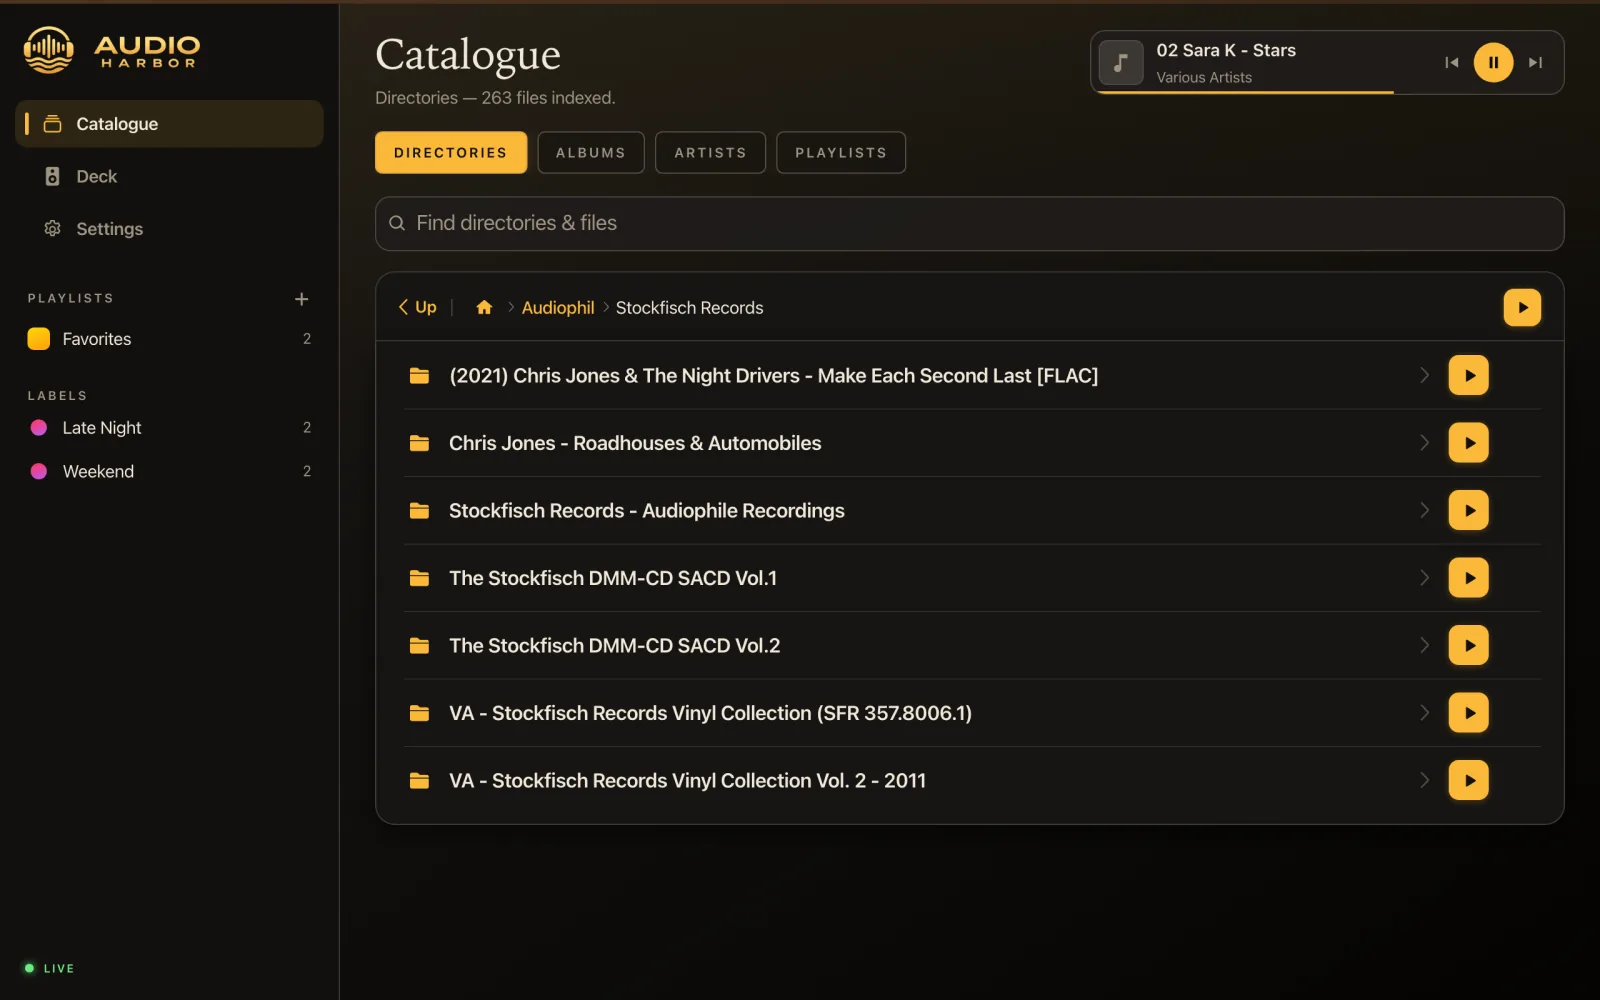 AUDIO
HARBOR
Catalogue
Deck
Settings
PLAYLISTS
Favorites 2
LABELS
Late Night 2
Weekend 2
LIVE
Catalogue
Directories — 263 files indexed.
02 Sara K - Stars
Various Artists
DIRECTORIES ALBUMS ARTISTS PLAYLISTS
Find directories & files
Up Audiophil Stockfisch Records
(2021) Chris Jones & The Night Drivers - Make Each Second Last [FLAC]
Chris Jones - Roadhouses & Automobiles
Stockfisch Records - Audiophile Recordings
The Stockfisch DMM-CD SACD Vol.1
The Stockfisch DMM-CD SACD Vol.2
VA - Stockfisch Records Vinyl Collection (SFR 357.8006.1)
VA - Stockfisch Records Vinyl Collection Vol. 2 - 2011